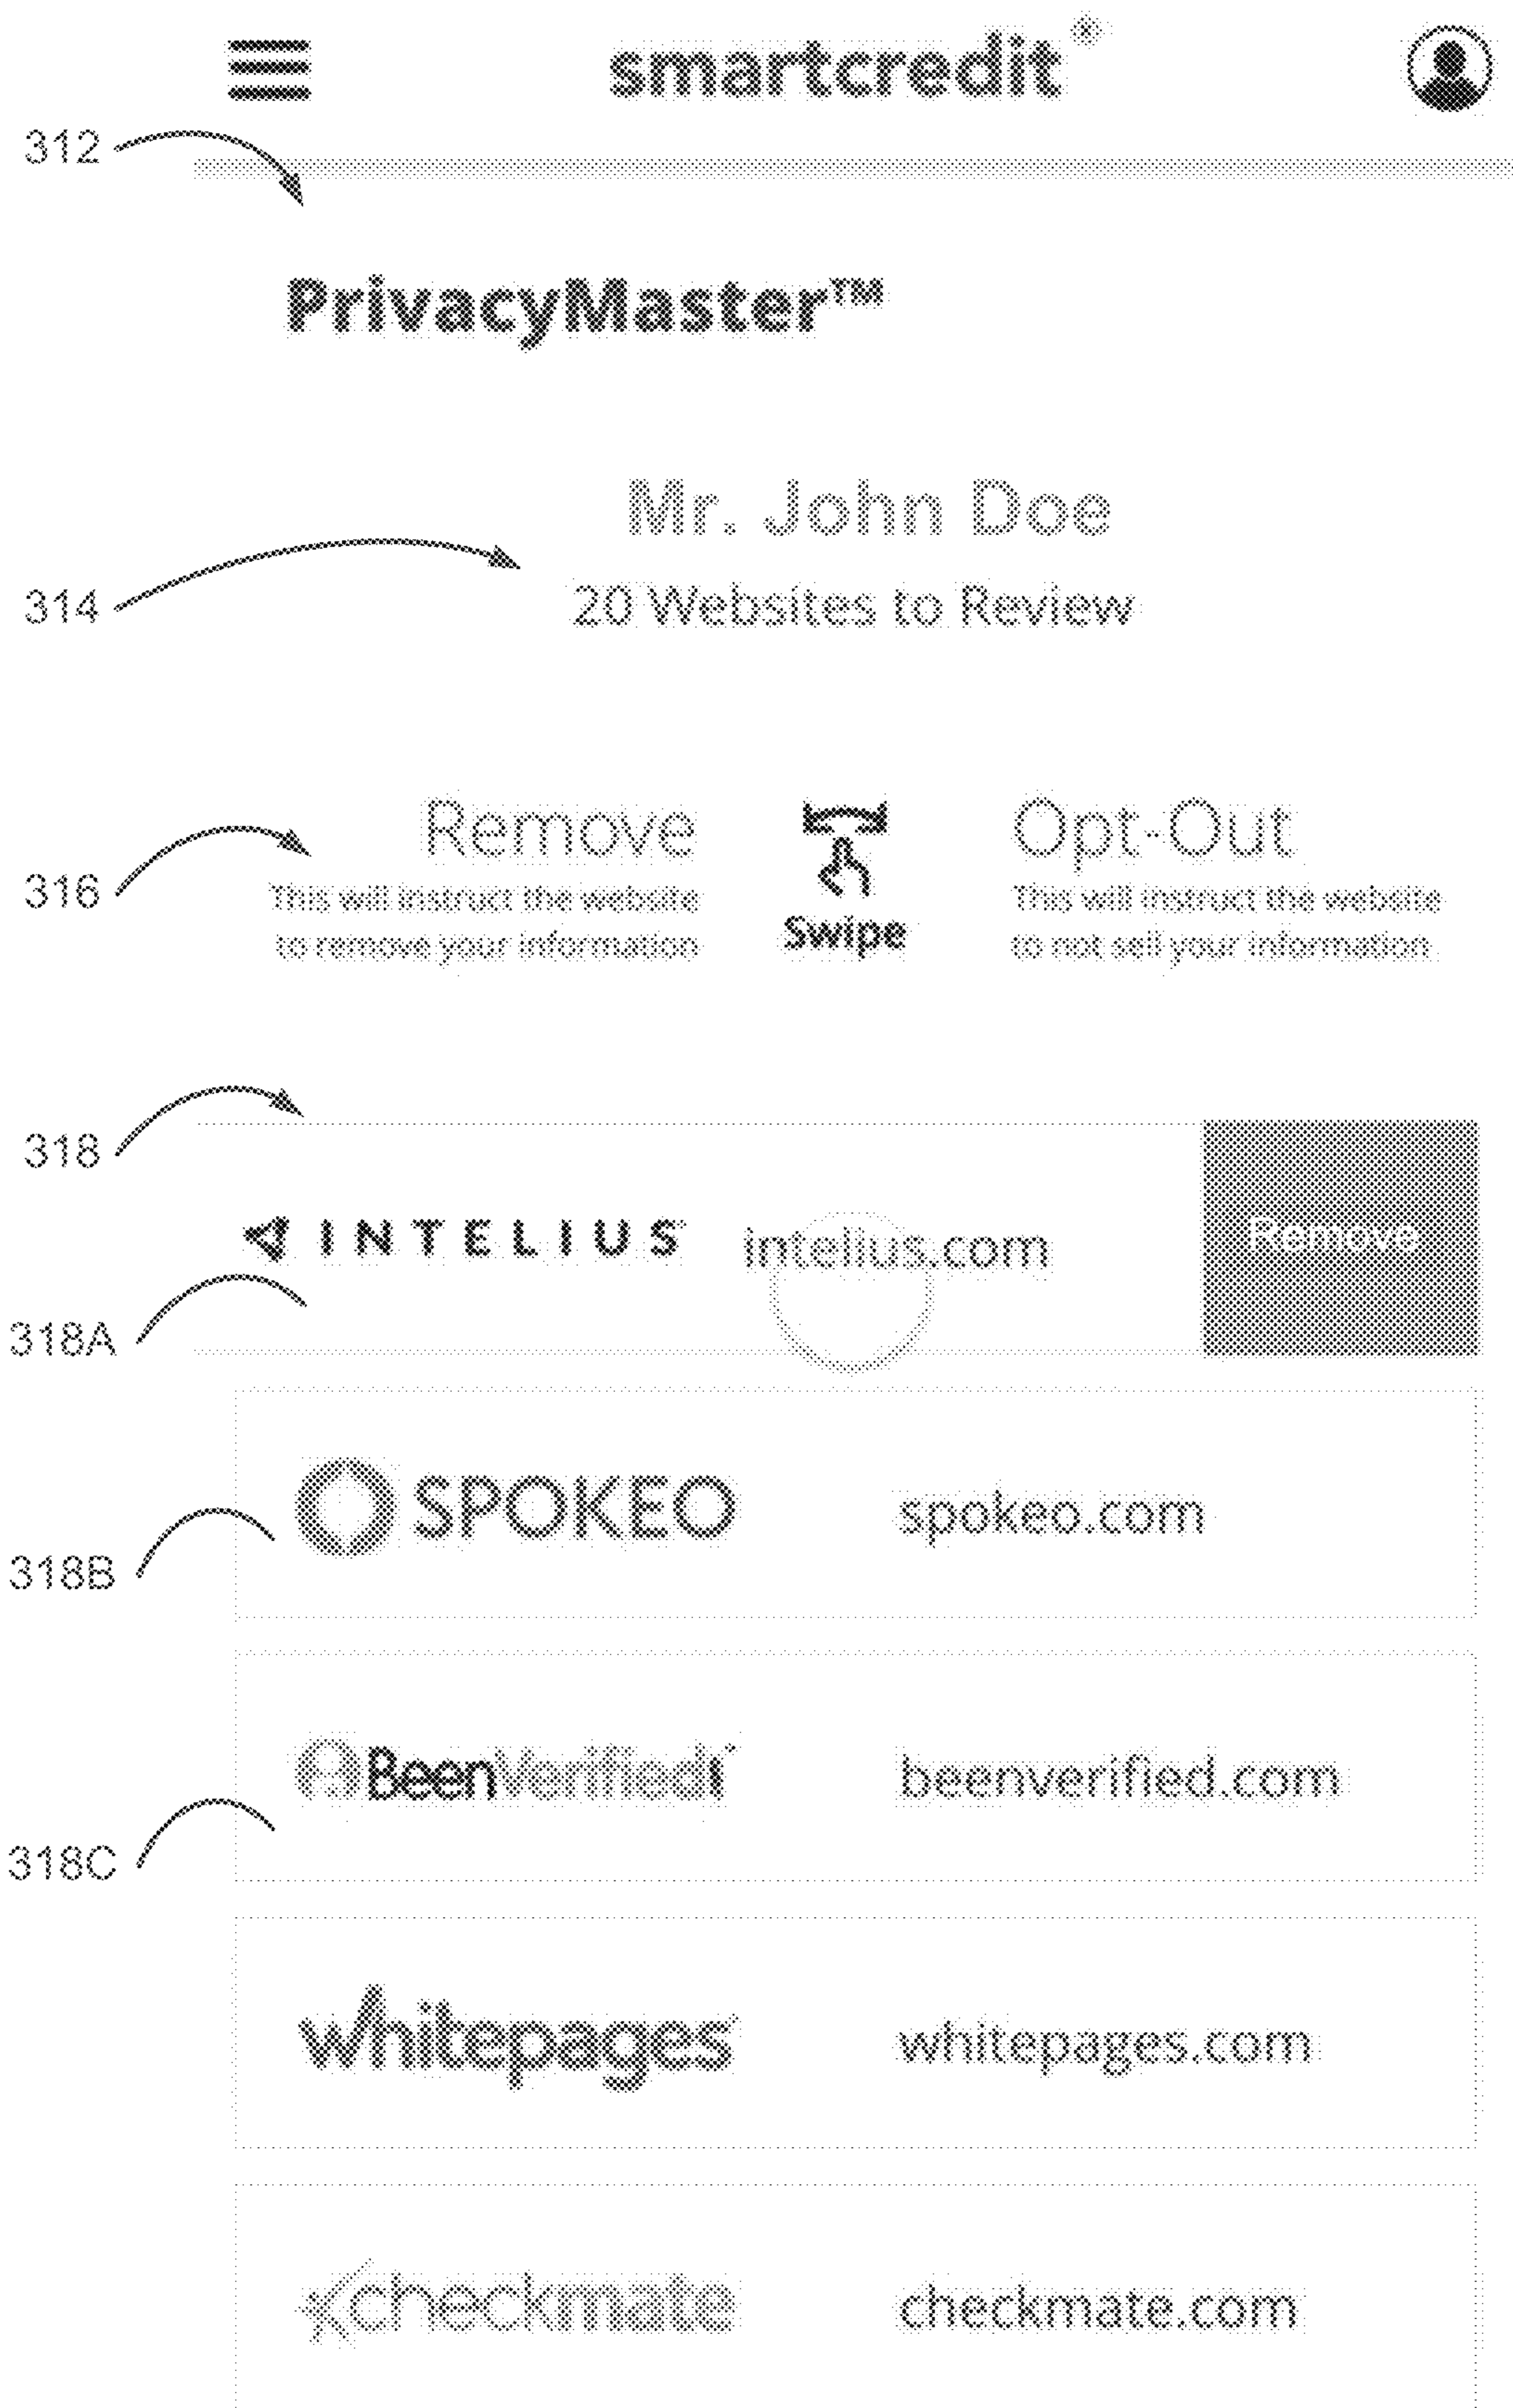 smartcredit®
312
PrivacyMaster™
Mr. John Doe
314
20 Websites to Review
Remove
Opt-Out
316
This will instruct the website
to remove your information
Swipe
This will instruct the website
to not sell your information
318
INTELIUS
intelius.com
Remove
318A
SPOKEO
spokeo.com
318B
BeenVerified
beenverified.com
318C
whitepages
whitepages.com
checkmate
checkmate.com